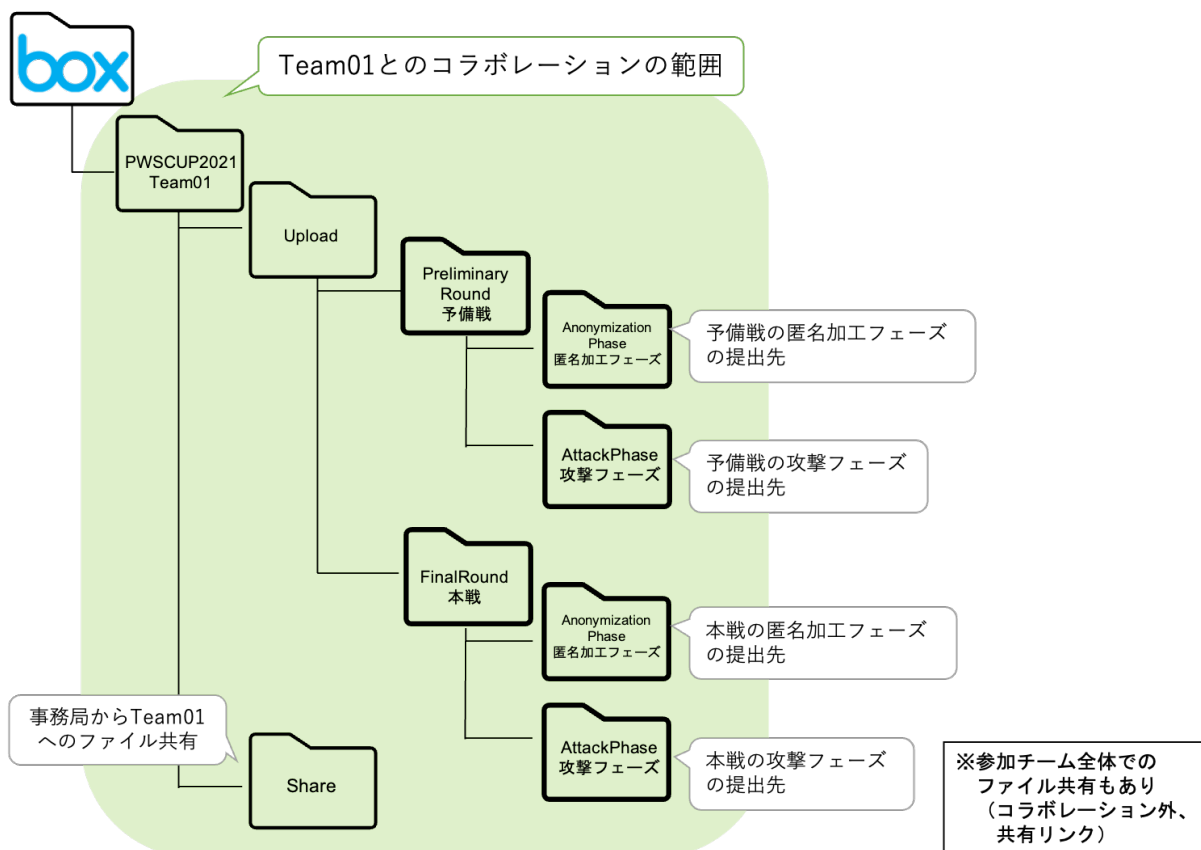 box
Team01とのコラボレーションの範囲
PWSCUP2021
Team01
Upload
Preliminary
Round
予備戦
Anonymization
Phase
匿名加工フェーズ
予備戦の匿名加工フェーズ
の提出先
AttackPhase
攻撃フェーズ
予備戦の攻撃フェーズ
の提出先
FinalRound
本戦
Anonymization
Phase
匿名加工フェーズ
本戦の匿名加工フェーズ
の提出先
AttackPhase
攻撃フェーズ
本戦の攻撃フェーズ
の提出先
事務局からTeam01
へのファイル共有
Share
※参加チーム全体での
ファイル共有もあり
（コラボレーション外、
共有リンク）